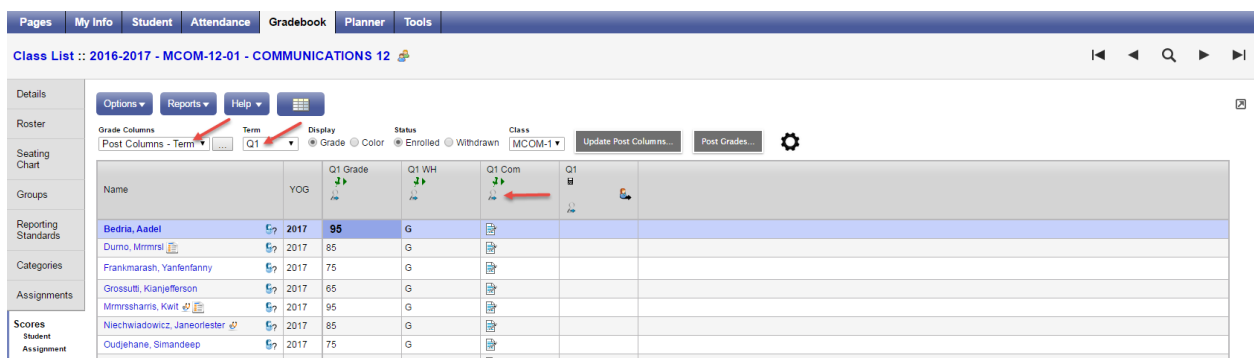 Pages My Info Student Attendance Gradebook Planner Tools
Class List :: 2016-2017 - MCOM-12-01 - COMMUNICATIONS 12
Details
Roster
Seating
Chart
Groups
Reporting
Standards
Categories
Assignments
Scores
Student
Assignment
Options Reports Help
Grade Columns Term Display Status Class
Post Columns - Term ... Q1 Grade Color Enrolled Withdrawn MCOM-1 Update Post Columns... Post Grades...
Name YOG Q1 Grade Q1 WH Q1 Com Q1
Bedria, Aadel 2017 95 G
Durno, Mrmrsl 2017 85 G
Frankmarash, Yanfenfanny 2017 75 G
Grossutti, Kianjefferson 2017 65 G
Mrmrssharris, Kwit 2017 95 G
Niechwiadowicz, Janeorlester 2017 85 G
Oudjehane, Simandeep 2017 75 G